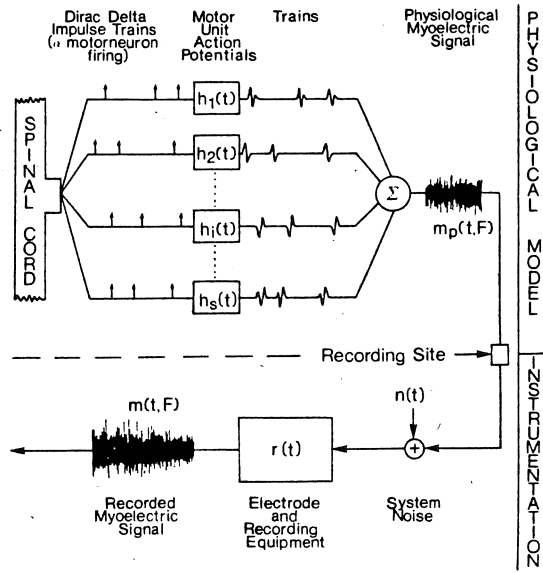 Dirac Delta
Impulse Trains
(α motorneuron
firing)
Motor
Unit
Action
Potentials
Trains
Physiological
Myoelectric
Signal
SPINAL CORD
h1(t)
h2(t)
hi(t)
hs(t)
Σ
mp(t,F)
PHYSIOLOGICAL MODEL
Recording Site
INSTRUMENTATION
m(t,F)
r(t)
n(t)
+
Recorded
Myoelectric
Signal
Electrode
and
Recording
Equipment
System
Noise